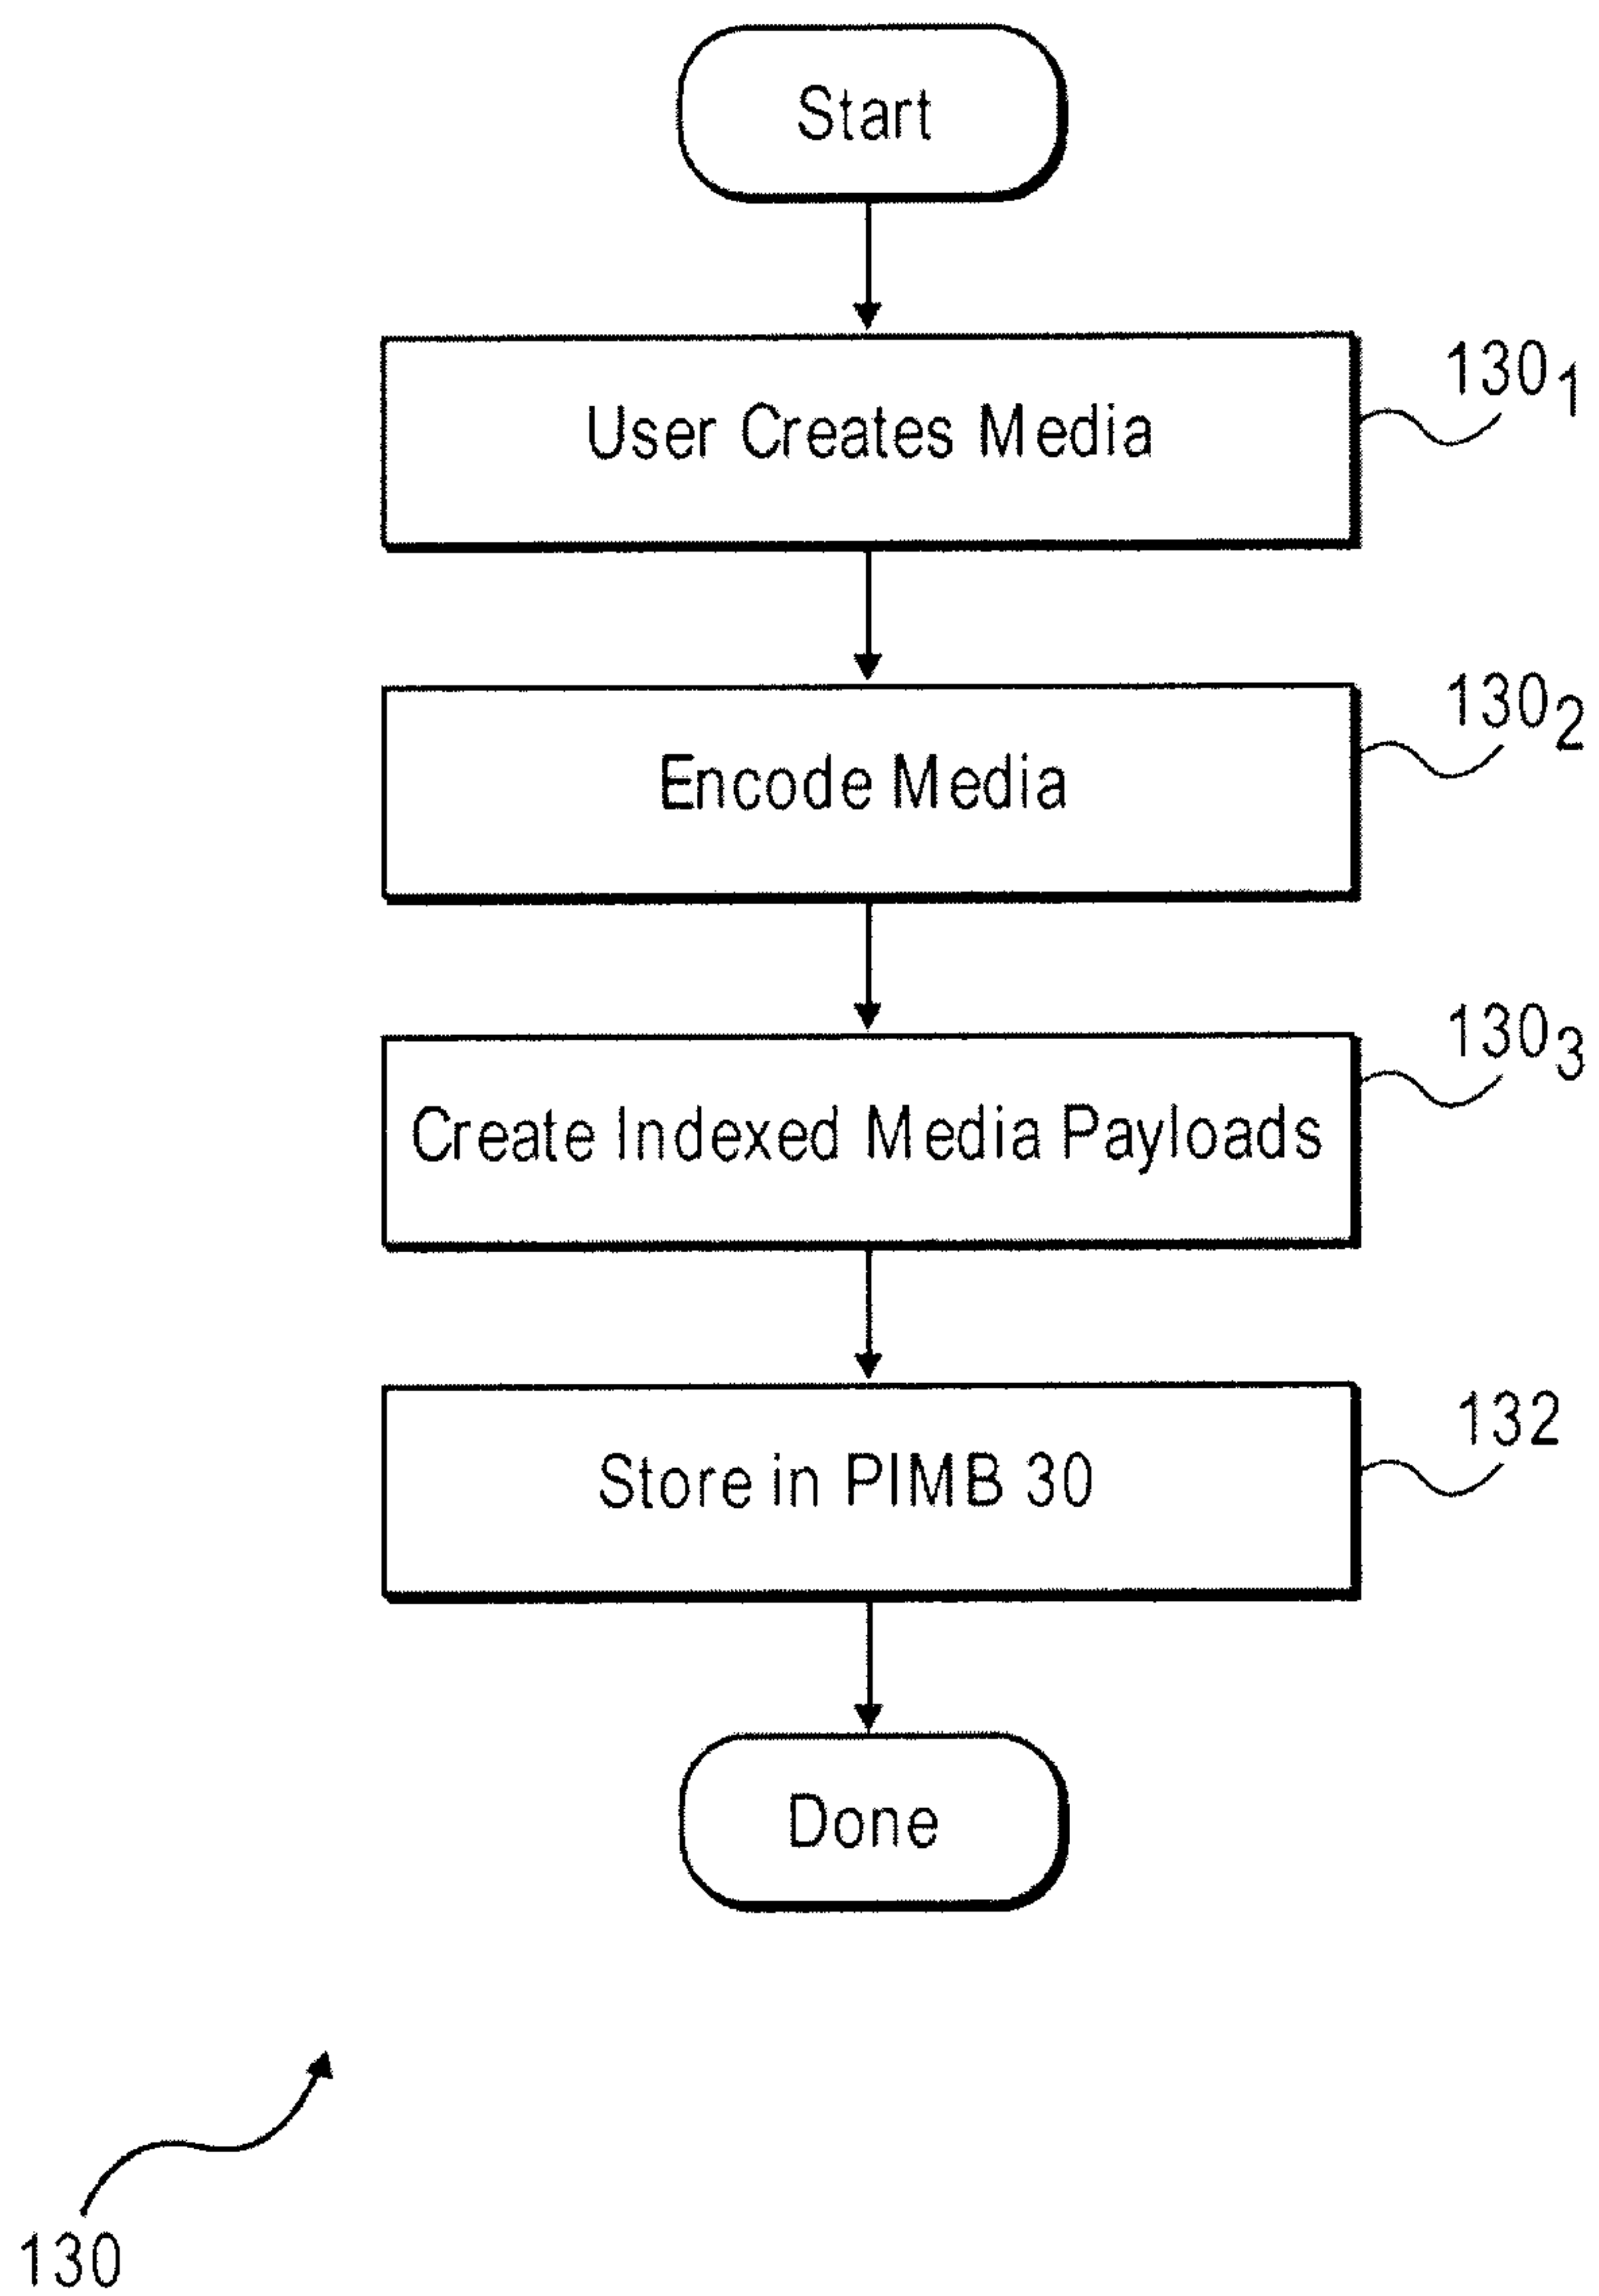 Start
User Creates Media
130₁
Encode Media
130₂
Create Indexed Media Payloads
130₃
Store in PIMB 30
132
Done
130